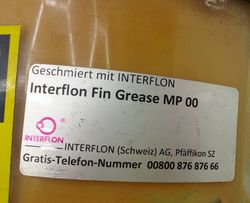 Geschmiert mit INTERFLON
Interflon Fin Grease MP 00
INTERFLON
INTERFLON (Schweiz) AG, Pfäffikon SZ
Gratis-Telefon-Nummer 00800 876 876 66